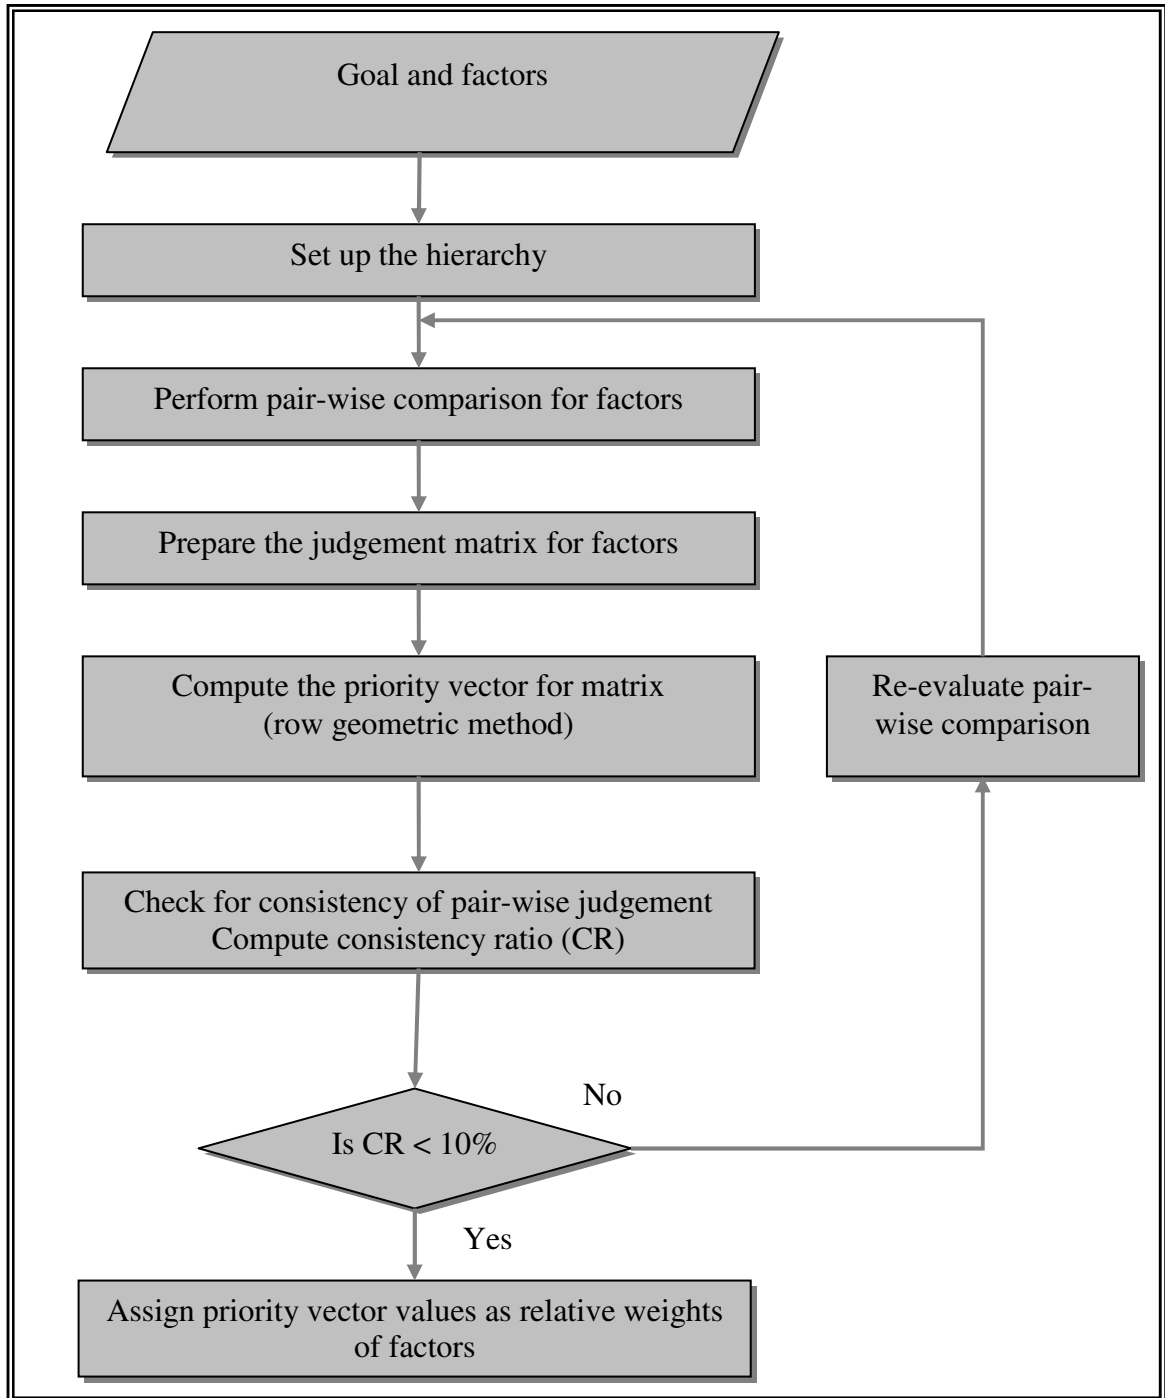 Goal and factors
Set up the hierarchy
Perform pair-wise comparison for factors
Prepare the judgement matrix for factors
Compute the priority vector for matrix
(row geometric method)
Re-evaluate pair-
wise comparison
Check for consistency of pair-wise judgement
Compute consistency ratio (CR)
No
Is CR < 10%
Yes
Assign priority vector values as relative weights
of factors